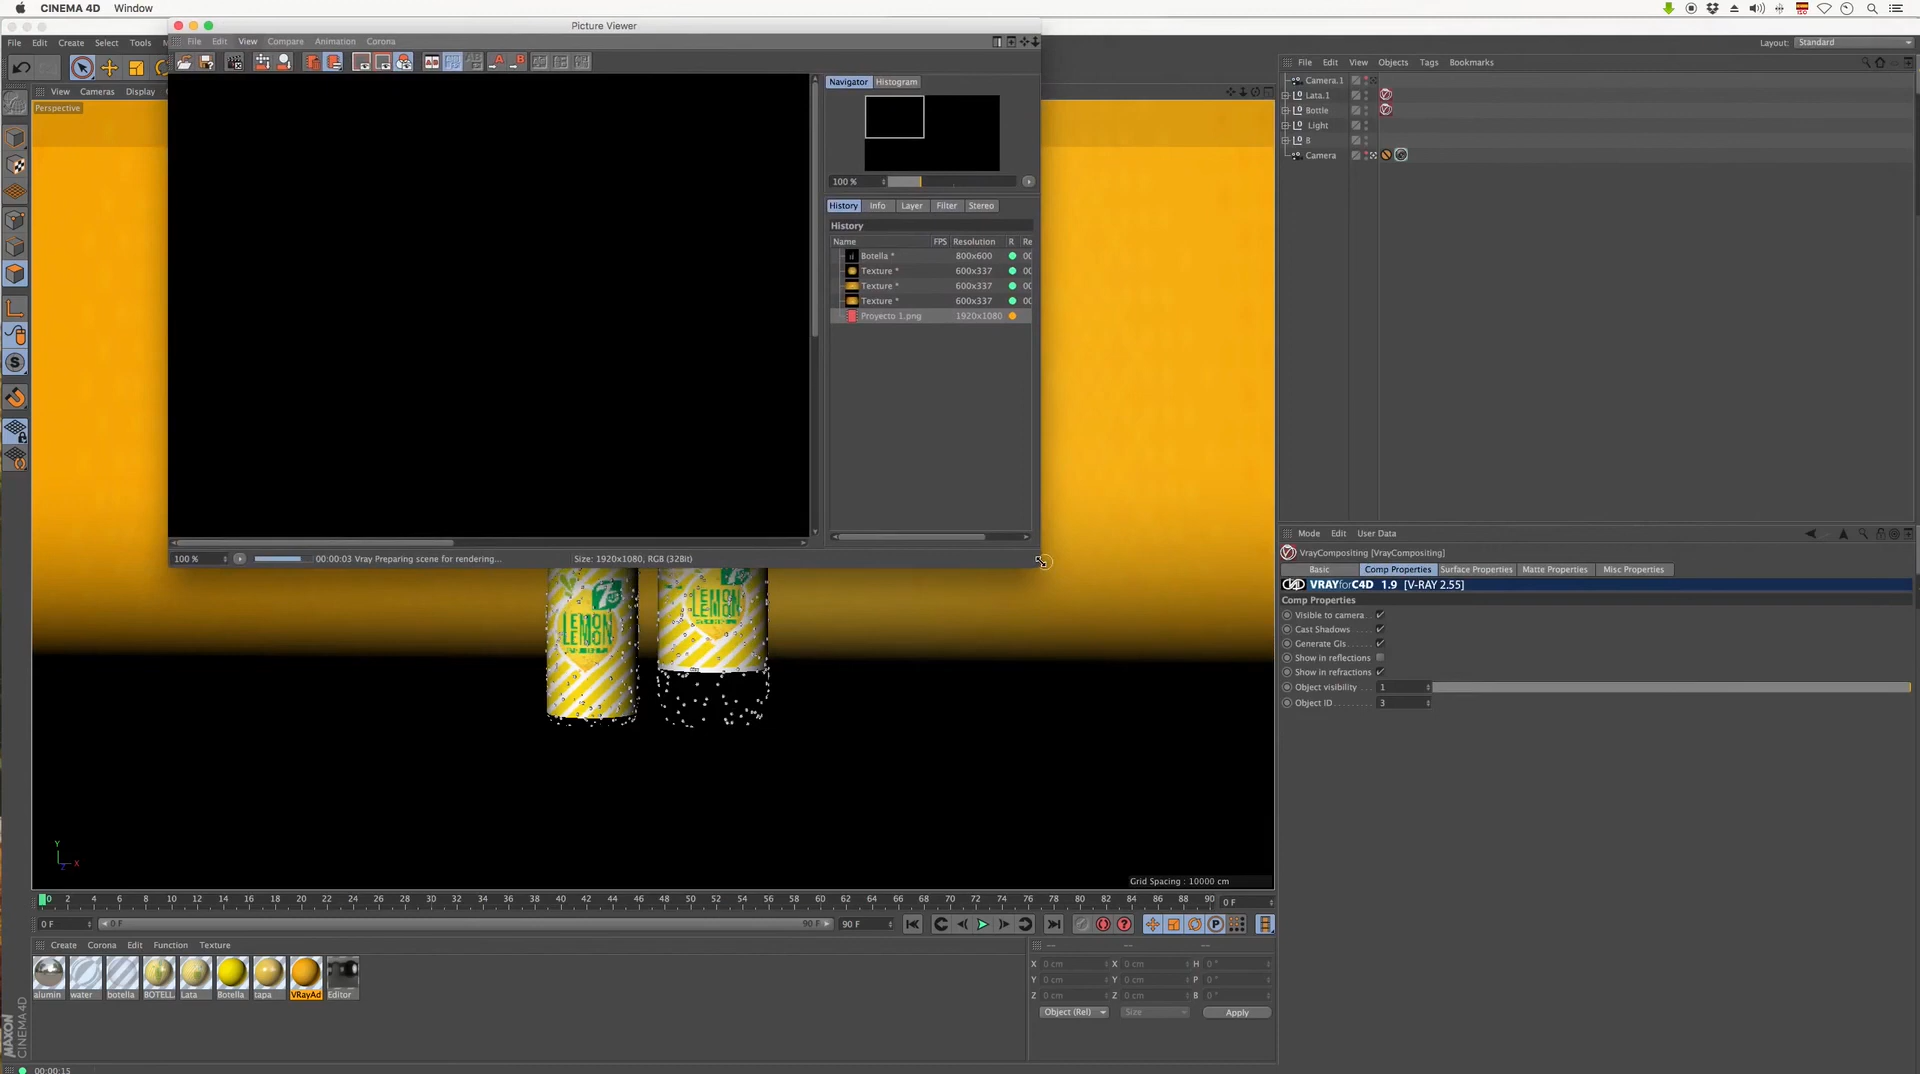 CINEMA 4D Window
Picture Viewer
File Edit Create Select Tools
Layout: Standard
File Edit View Compare Animation Corona
File Edit View Objects Tags Bookmarks
View Cameras Display
Perspective
Navigator Histogram
100 %
History Info Layer Filter Stereo
History
Name FPS Resolution R Re
Botella * 800x600 00
Texture * 600x337 00
Texture * 600x337 00
Texture * 600x337 00
Proyecto 1.png 1920x1080
100 % 00:00:03 Vray Preparing scene for rendering... Size: 1920x1080, RGB (32Bit)
Camera.1
Lata.1
Bottle
Light
B
Camera
Mode Edit User Data
VrayCompositing [VrayCompositing]
Basic Comp Properties Surface Properties Matte Properties Misc Properties
VRAYforC4D 1.9 [V-RAY 2.55]
Comp Properties
Visible to camera
Cast Shadows
Generate GIs
Show in reflections
Show in refractions
Object visibility 1
Object ID 3
7
LEMON
LEMON
LEMON
Y
Z X
Grid Spacing : 10000 cm
0 2 4 6 8 10 12 14 16 18 20 22 24 26 28 30 32 34 36 38 40 42 44 46 48 50 52 54 56 58 60 62 64 66 68 70 72 74 76 78 80 82 84 86 88 90 0 F
0 F 0 F 90 F 90 F
Create Corona Edit Function Texture
-- -- --
X 0 cm X 0 cm H 0 °
Y 0 cm Y 0 cm P 0 °
Z 0 cm Z 0 cm B 0 °
Object (Rel) Size Apply
alumin water botella BOTELL Lata Botella tapa VRayAd Editor
MAXON
CINEMA 4D
00:00:15